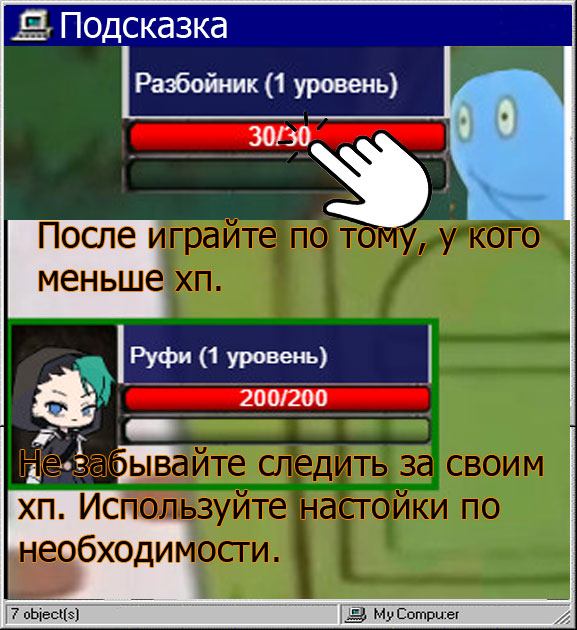 Подсказка
Разбойник (1 уровень)
30/30
После играйте по тому, у кого
меньше хп.
Руфи (1 уровень)
200/200
Не забывайте следить за своим
хп. Используйте настойки по
необходимости.
7 object(s)
My Compu:er